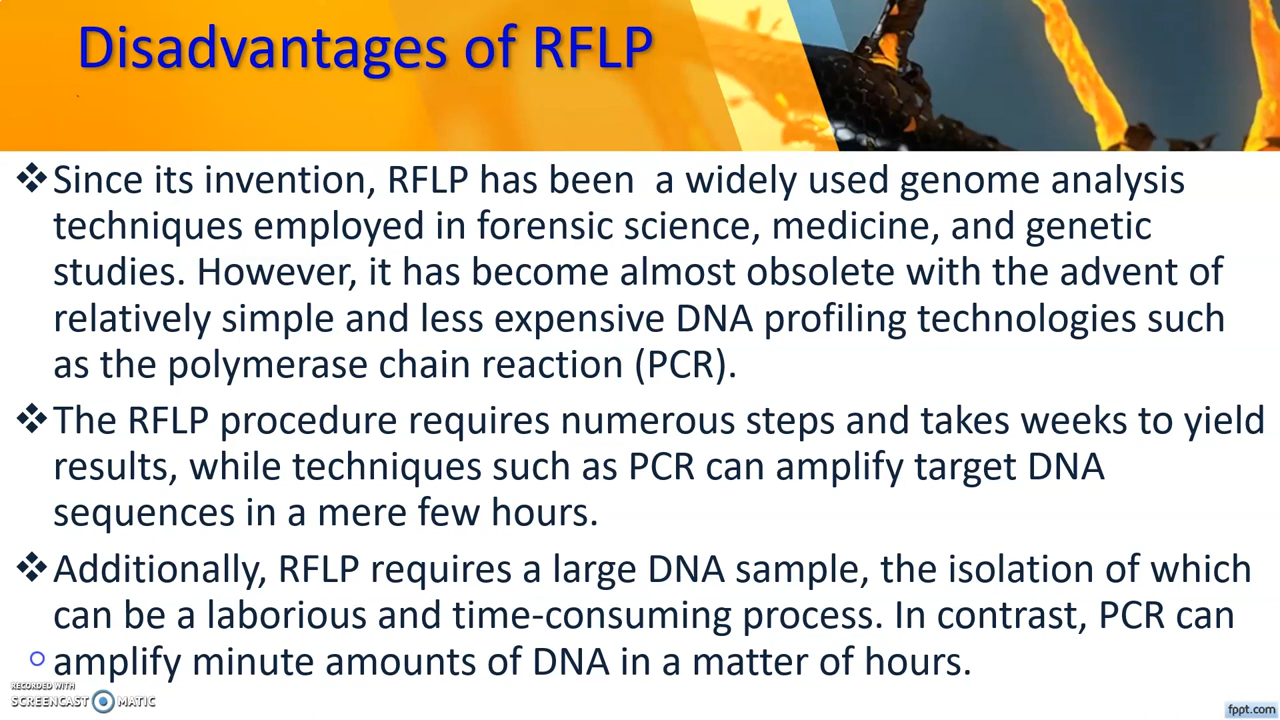 Disadvantages of RFLP
❖Since its invention, RFLP has been  a widely used genome analysis
techniques employed in forensic science, medicine, and genetic
studies. However, it has become almost obsolete with the advent of
relatively simple and less expensive DNA profiling technologies such
as the polymerase chain reaction (PCR).
❖The RFLP procedure requires numerous steps and takes weeks to yield
results, while techniques such as PCR can amplify target DNA
sequences in a mere few hours.
❖Additionally, RFLP requires a large DNA sample, the isolation of which
can be a laborious and time-consuming process. In contrast, PCR can
amplify minute amounts of DNA in a matter of hours.
RECORDED WITH
SCREENCAST MATIC
fppt.com